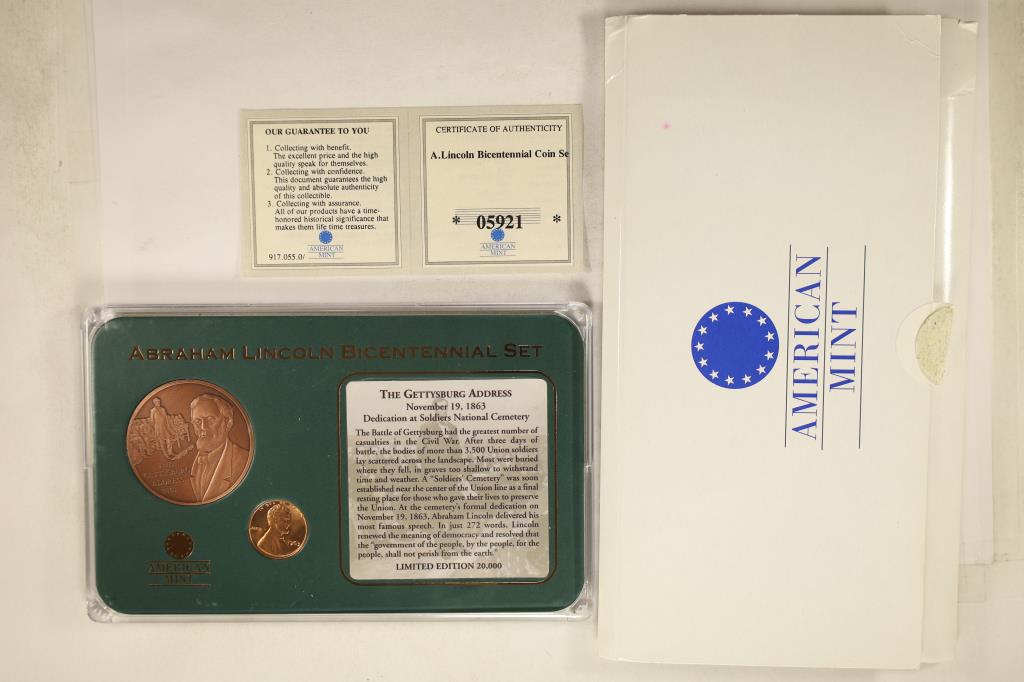 OUR GUARANTEE TO YOU
1. Collecting with benefit.
The excellent price and the high
quality speak for themselves.
2. Collecting with confidence.
This document guarantees the high
quality and absolute authenticity
of this collectible.
3. Collecting with assurance.
All of our products have a time-
honored historical significance that
makes them life time treasures.
AMERICAN
MINT
917.055.0/
CERTIFICATE OF AUTHENTICITY
A.Lincoln Bicentennial Coin Se
* 05921 *
AMERICAN
MINT
AMERICAN
MINT
ABRAHAM LINCOLN BICENTENNIAL SET
THE GETTYSBURG ADDRESS
November 19, 1863
Dedication at Soldiers National Cemetery
The Battle of Gettysburg had the greatest number of
casualties in the Civil War. After three days of
battle, the bodies of more than 3,500 Union soldiers
lay scattered across the landscape. Most were buried
where they fell, in graves too shallow to withstand
time and weather. A "Soldiers' Cemetery" was soon
established near the center of the Union line as a final
resting place for those who gave their lives to preserve
the Union. At the cemetery's formal dedication on
November 19, 1863, Abraham Lincoln delivered his
most famous speech. In just 272 words, Lincoln
renewed the meaning of democracy and resolved that
the "government of the people, by the people, for the
people, shall not perish from the earth."
LIMITED EDITION 20.000
AMERICAN
MINT